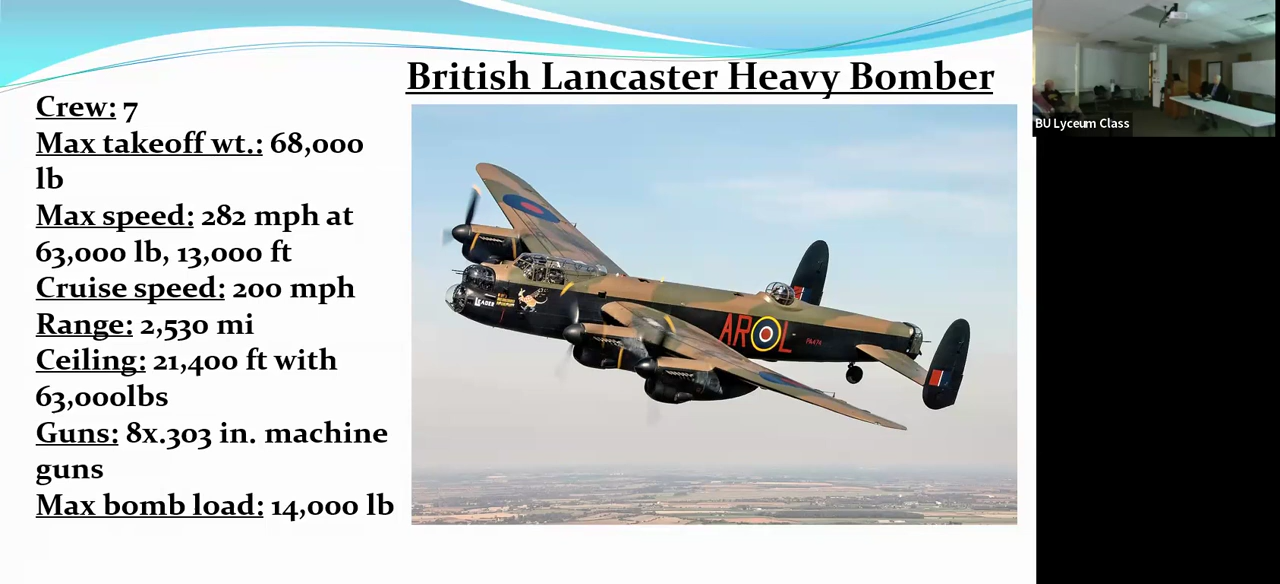 British Lancaster Heavy Bomber
Crew: 7
Max takeoff wt.: 68,000
lb
Max speed: 282 mph at
63,000 lb, 13,000 ft
Cruise speed: 200 mph
Range: 2,530 mi
Ceiling: 21,400 ft with
63,000lbs
Guns: 8x.303 in. machine
guns
Max bomb load: 14,000 lb
LEADER
AR L
PA474
BU Lyceum Class